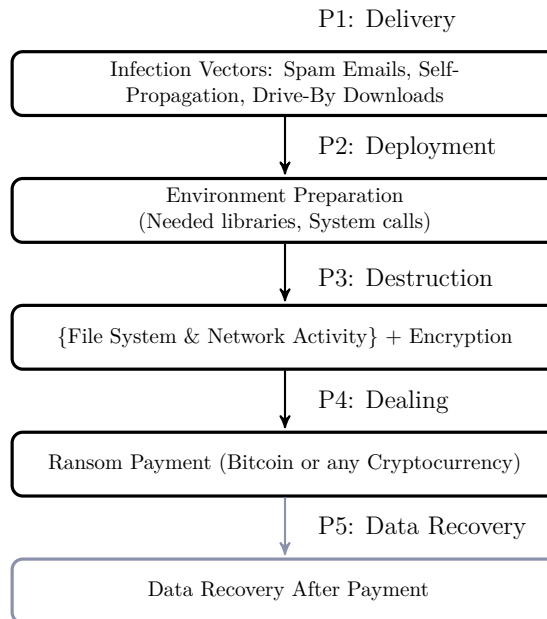 P1: Delivery
Infection Vectors: Spam Emails, Self-
Propagation, Drive-By Downloads
P2: Deployment
Environment Preparation
(Needed libraries, System calls)
P3: Destruction
{File System & Network Activity} + Encryption
P4: Dealing
Ransom Payment (Bitcoin or any Cryptocurrency)
P5: Data Recovery
Data Recovery After Payment